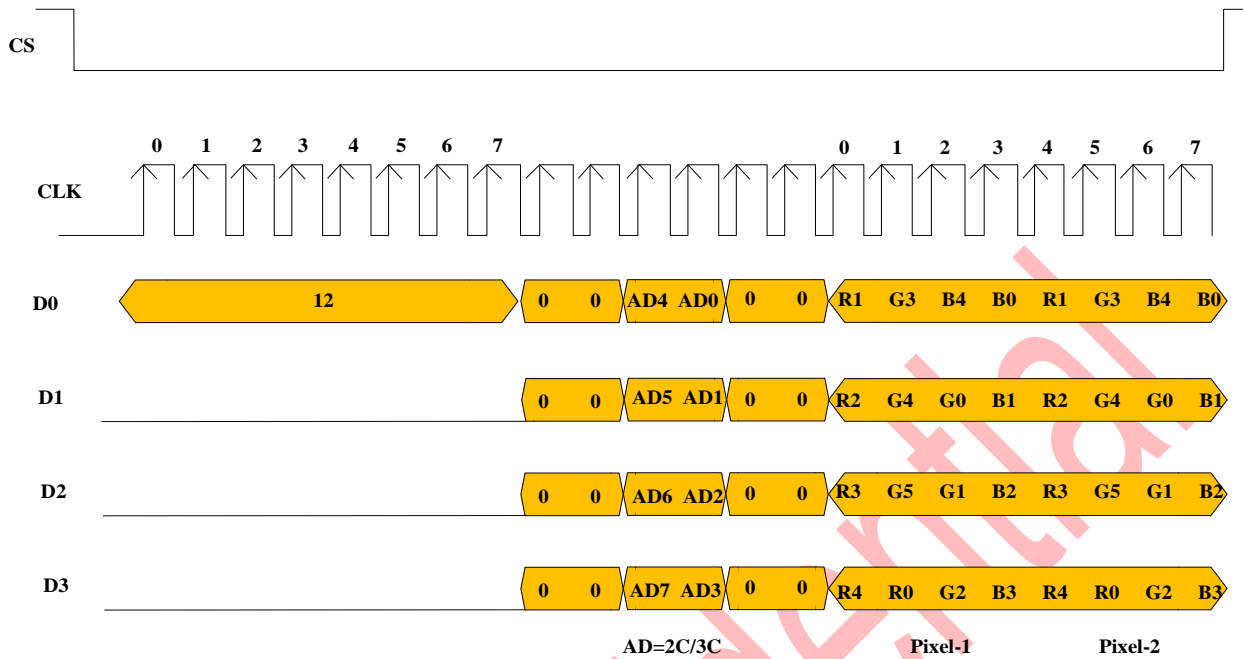 CS
0 1 2 3 4 5 6 7 0 1 2 3 4 5 6 7
CLK
D0 12 0 0 AD4 AD0 0 0 R1 G3 B4 B0 R1 G3 B4 B0
D1 0 0 AD5 AD1 0 0 R2 G4 G0 B1 R2 G4 G0 B1
D2 0 0 AD6 AD2 0 0 R3 G5 G1 B2 R3 G5 G1 B2
D3 0 0 AD7 AD3 0 0 R4 R0 G2 B3 R4 R0 G2 B3
AD=2C/3C Pixel-1 Pixel-2